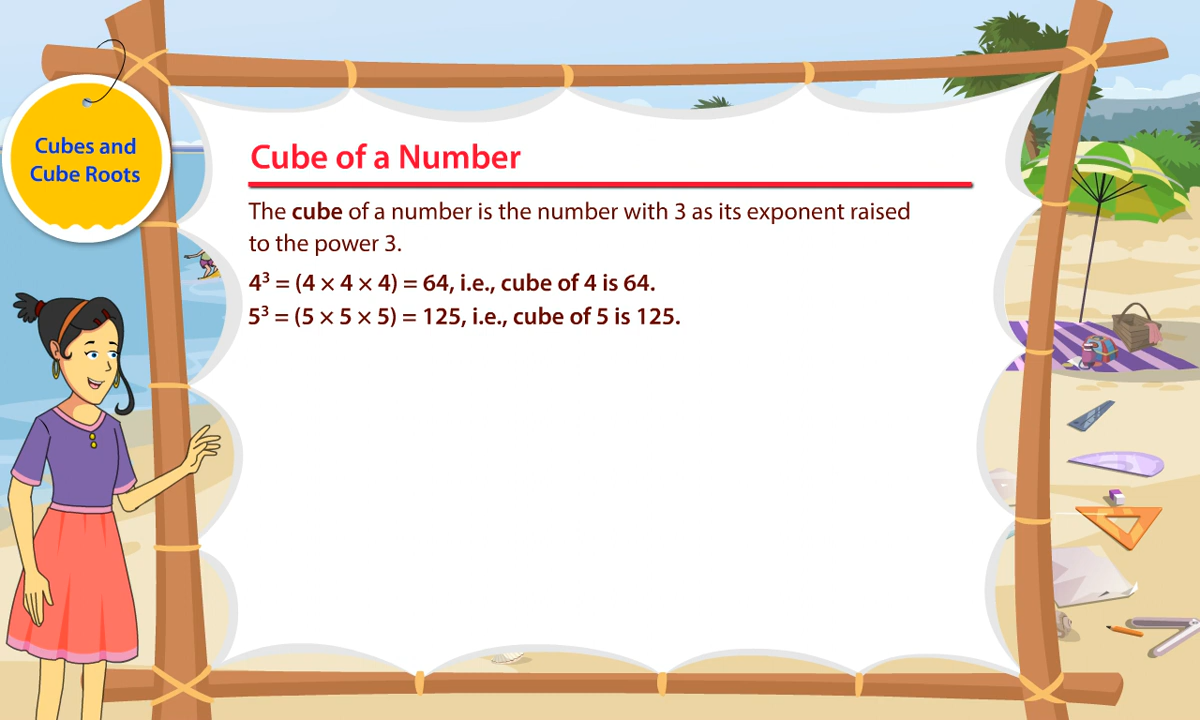 Cubes and
Cube Roots
Cube of a Number
The cube of a number is the number with 3 as its exponent raised
to the power 3.
4³ = (4 × 4 × 4) = 64, i.e., cube of 4 is 64.
5³ = (5 × 5 × 5) = 125, i.e., cube of 5 is 125.